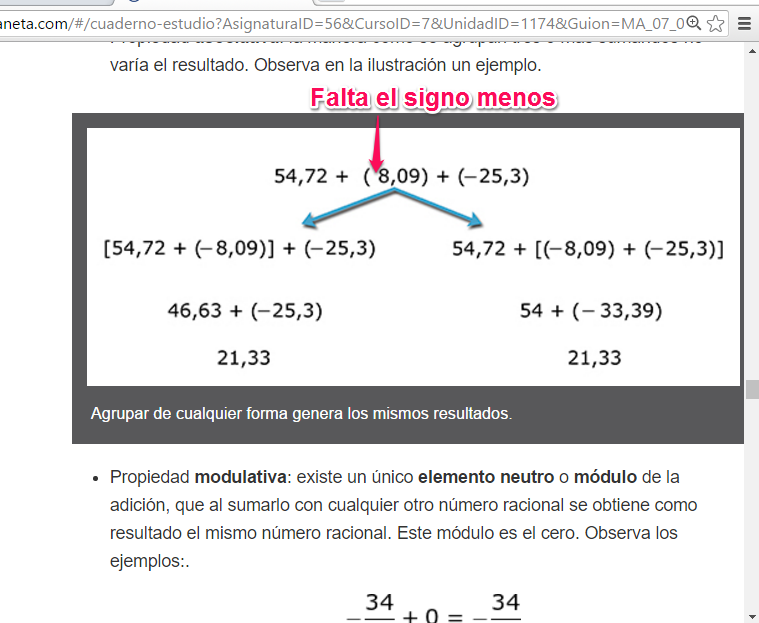 aneta.com/#/cuaderno-estudio?AsignaturaID=56&CursoID=7&UnidadID=1174&Guion=MA_07_0
varía el resultado. Observa en la ilustración un ejemplo.
Falta el signo menos
54,72 + ( 8,09) + (−25,3)
[54,72 + (−8,09)] + (−25,3) 54,72 + [(−8,09) + (−25,3)]
46,63 + (−25,3) 54 + (− 33,39)
21,33 21,33
Agrupar de cualquier forma genera los mismos resultados.
• Propiedad modulativa: existe un único elemento neutro o módulo de la
adición, que al sumarlo con cualquier otro número racional se obtiene como
resultado el mismo número racional. Este módulo es el cero. Observa los
ejemplos:.
− 34 + 0 = − 34